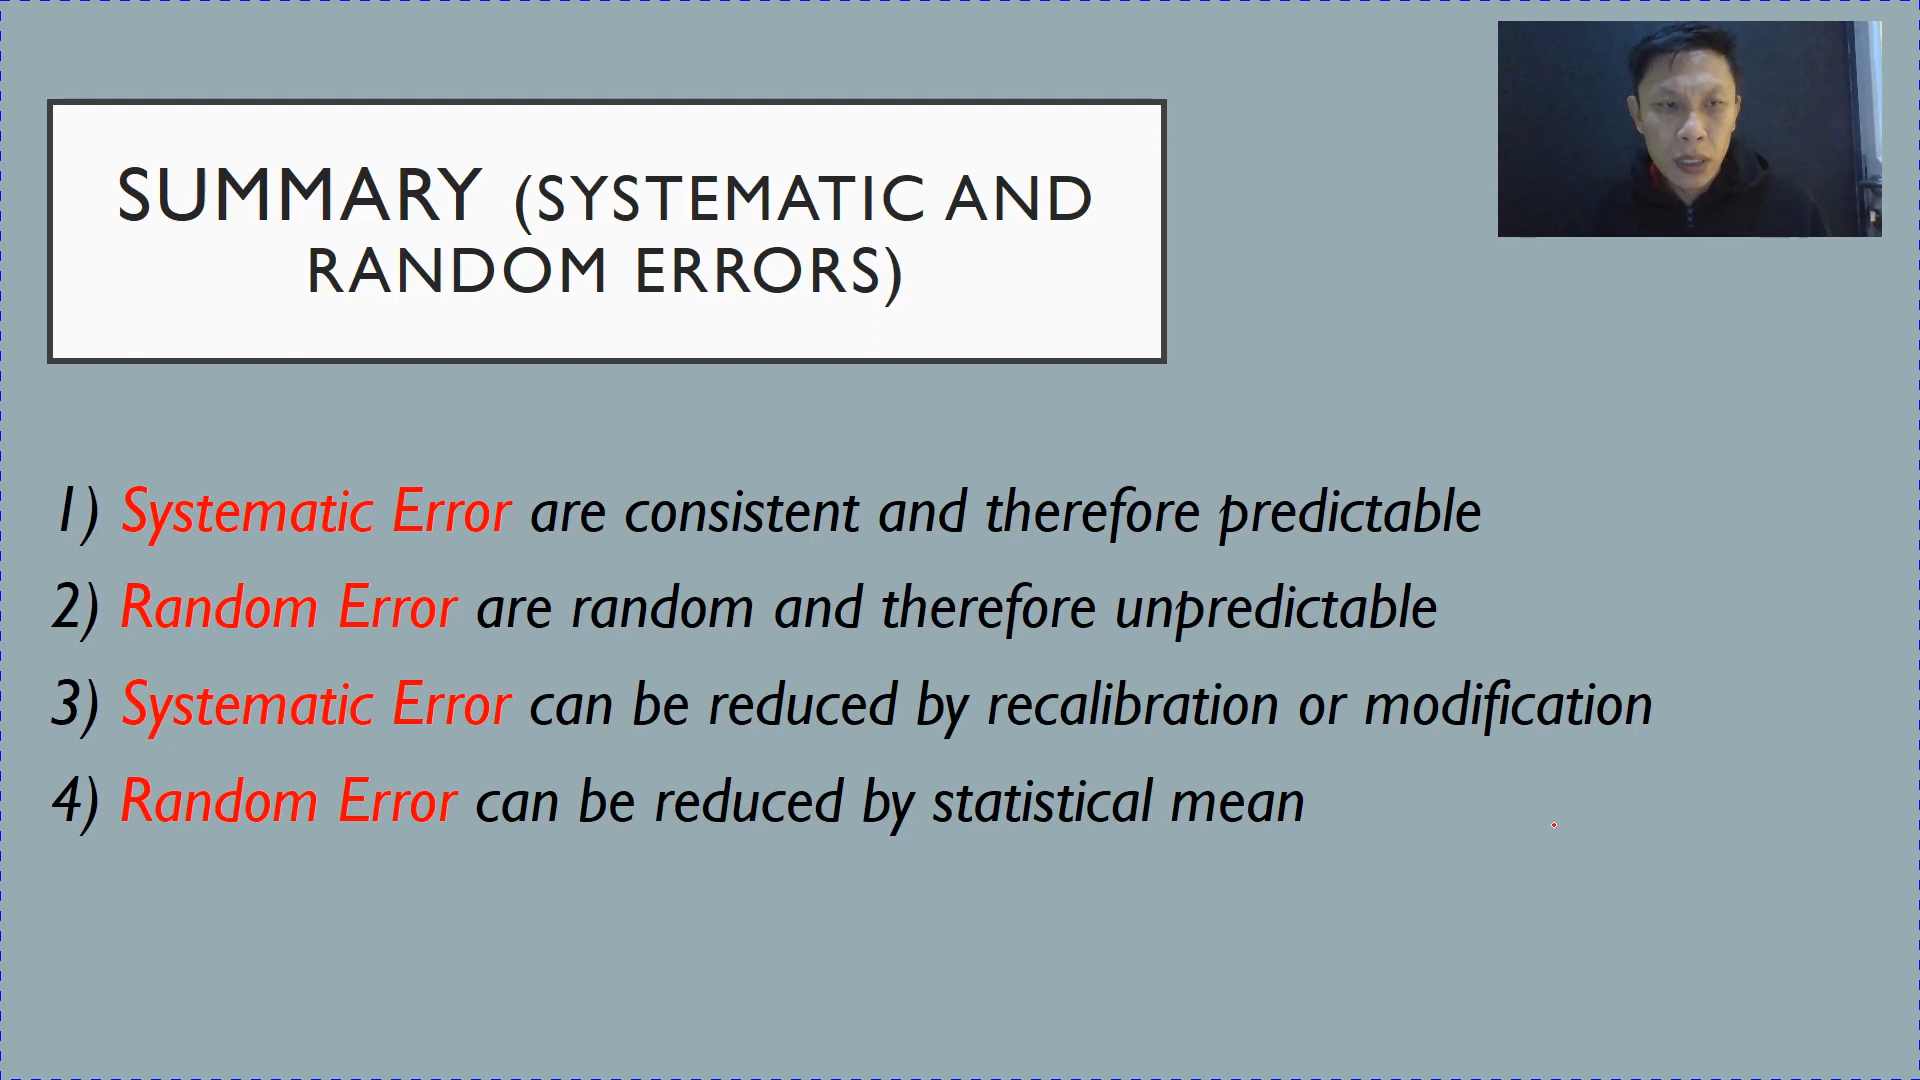 SUMMARY (SYSTEMATIC AND
RANDOM ERRORS)
1) Systematic Error are consistent and therefore predictable
2) Random Error are random and therefore unpredictable
3) Systematic Error can be reduced by recalibration or modification
4) Random Error can be reduced by statistical mean